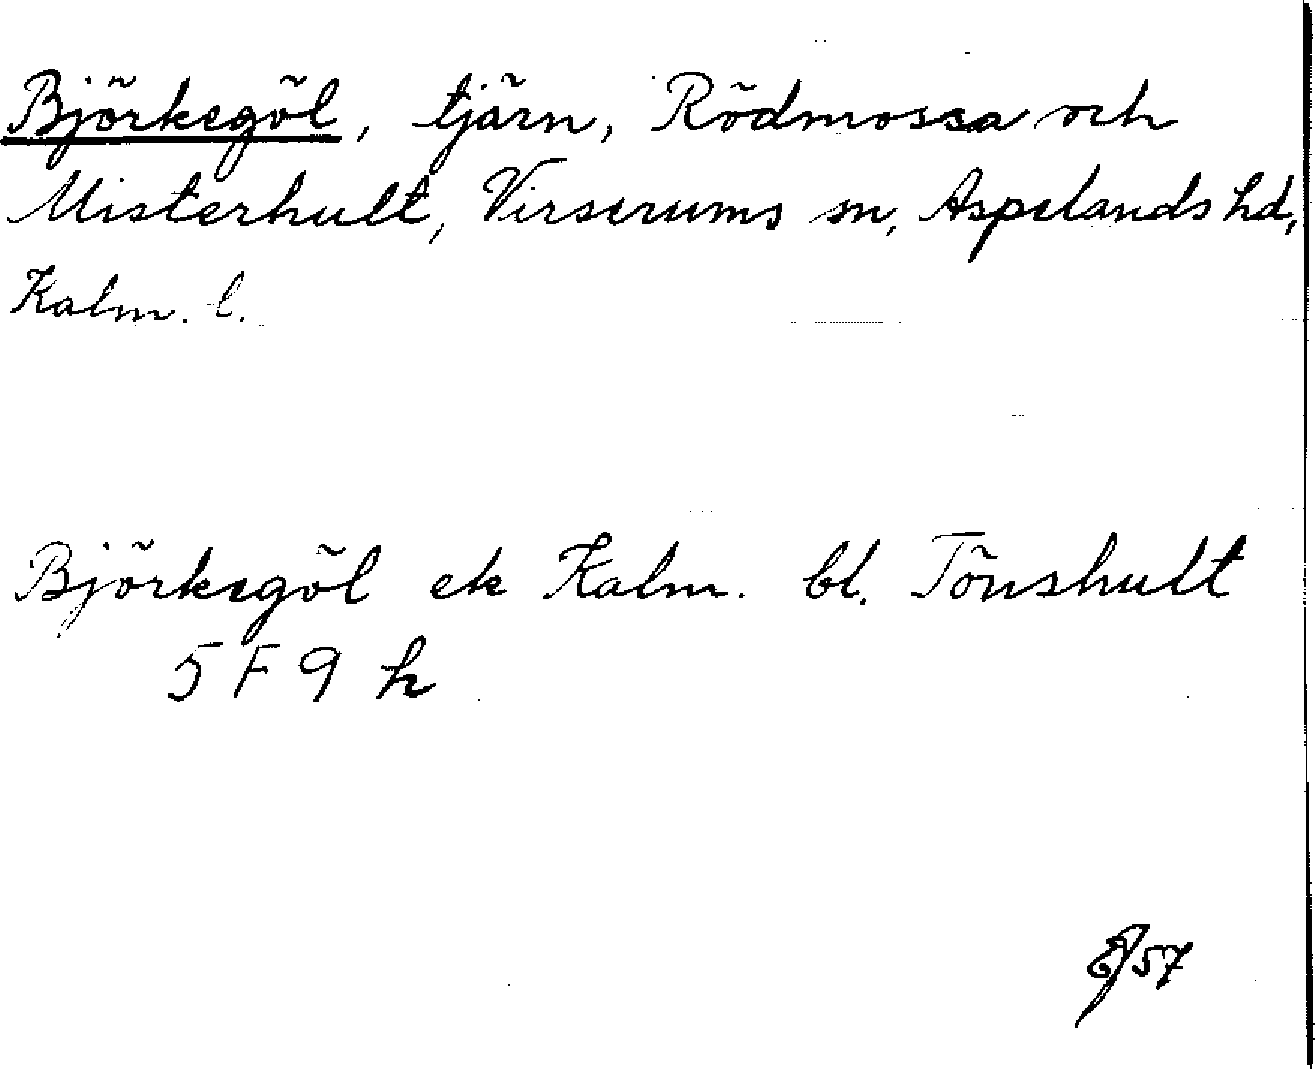 Björkegöl, tjärn, Rödmossa och
Misterhult, Virserums sn, Aspelands hd,
Kalm. l.
Björkegöl ek Kalm. bl. Tönshult
5 F 9 h
57